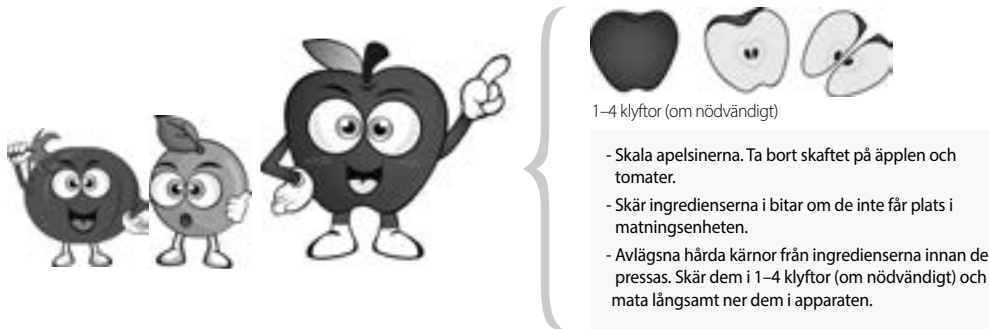 1–4 klyftor (om nödvändigt)
- Skala apelsinerna. Ta bort skaftet på äpplen och
tomater.
- Skär ingredienserna i bitar om de inte får plats i
matningsenheten.
- Avlägsna hårda kärnor från ingredienserna innan de
pressas. Skär dem i 1–4 klyftor (om nödvändigt) och
mata långsamt ner dem i apparaten.